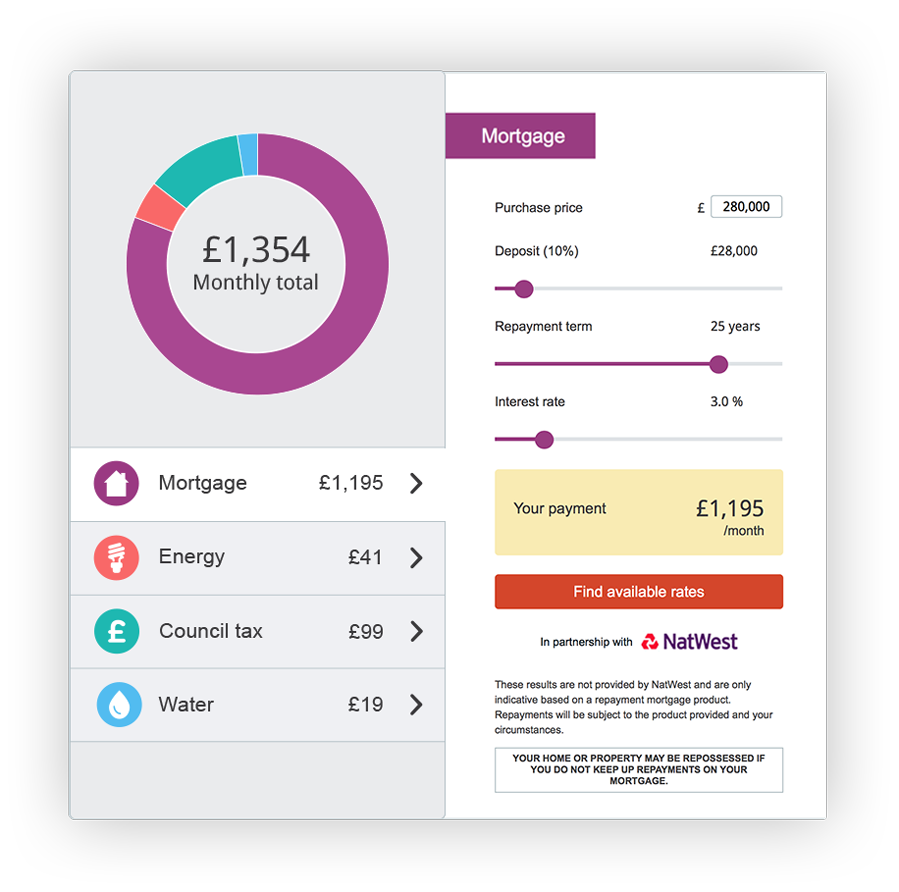 £1,354
Monthly total
Mortgage £1,195
Energy £41
£ Council tax £99
Water £19
Mortgage
Purchase price £ 280,000
Deposit (10%) £28,000
Repayment term 25 years
Interest rate 3.0 %
Your payment £1,195
/month
Find available rates
In partnership with NatWest
These results are not provided by NatWest and are only
indicative based on a repayment mortgage product.
Repayments will be subject to the product provided and your
circumstances.
YOUR HOME OR PROPERTY MAY BE REPOSSESSED IF
YOU DO NOT KEEP UP REPAYMENTS ON YOUR
MORTGAGE.